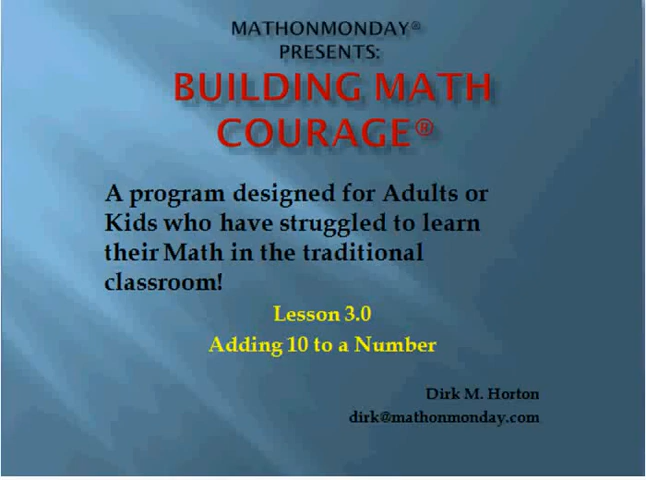 MATHONMONDAY®
PRESENTS:
BUILDING MATH
COURAGE®
A program designed for Adults or
Kids who have struggled to learn
their Math in the traditional
classroom!
Lesson 3.0
Adding 10 to a Number
Dirk M. Horton
dirk@mathonmonday.com